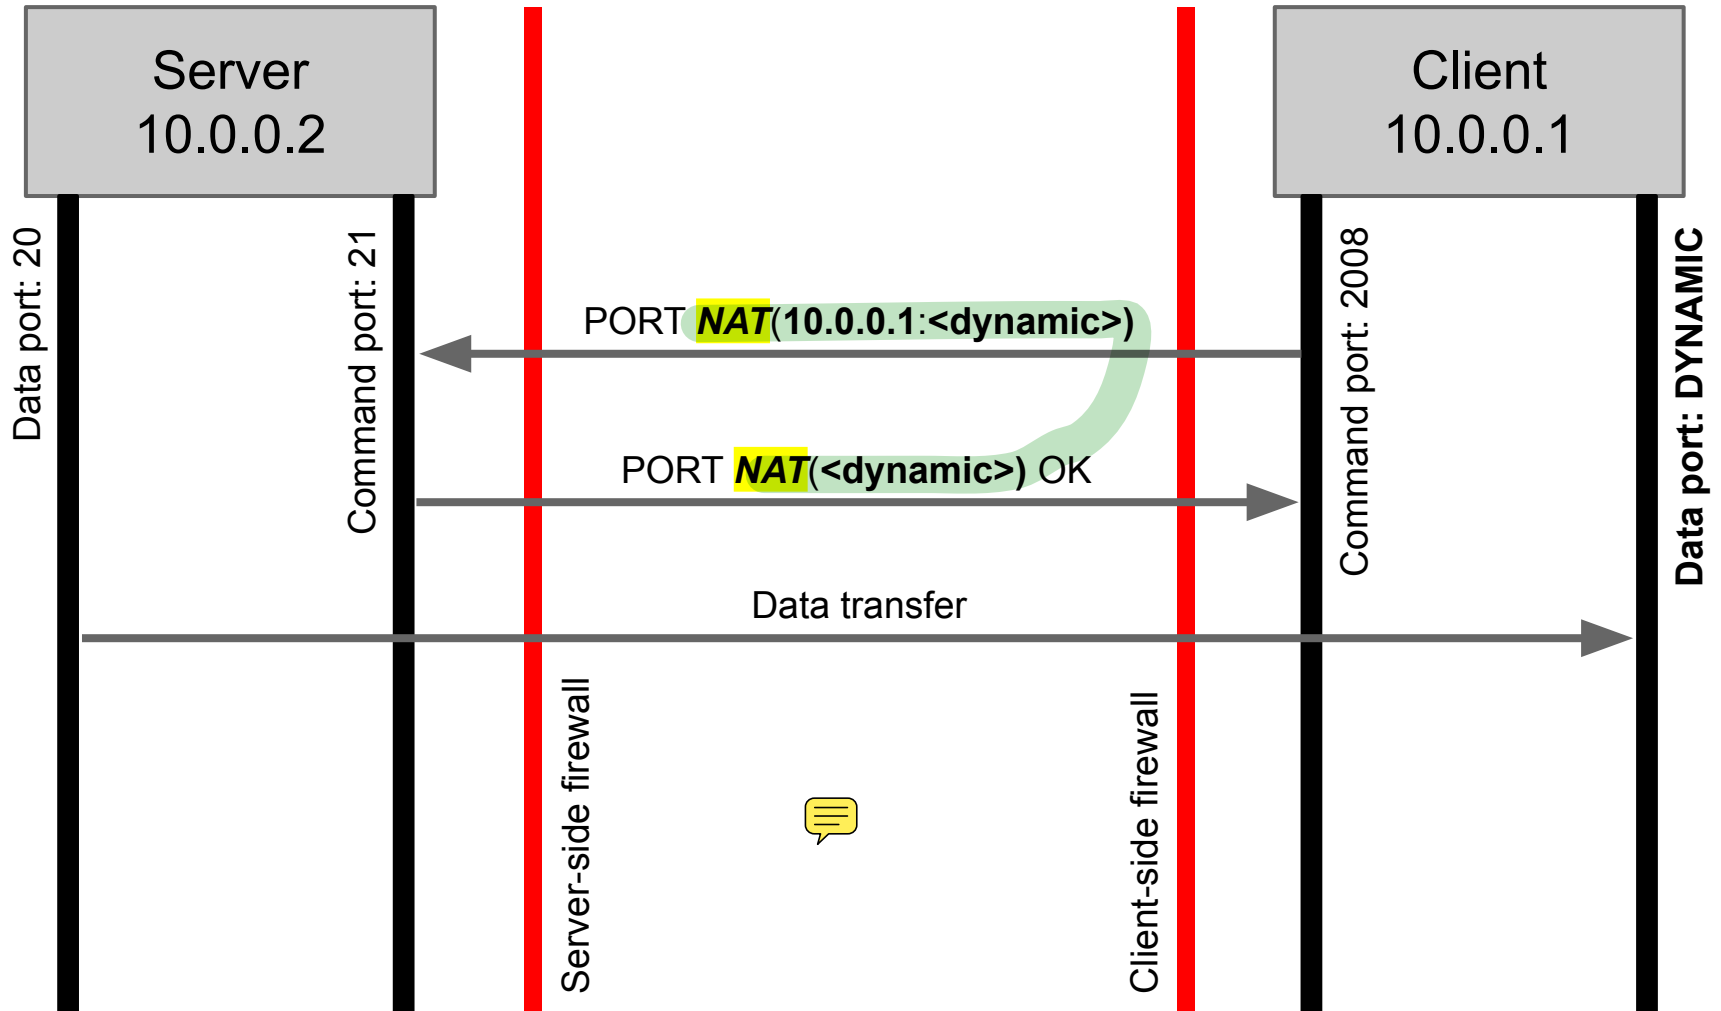 Server
10.0.0.2
Client
10.0.0.1
Data port: 20
Command port: 21
Command port: 2008
Data port: DYNAMIC
PORT NAT(10.0.0.1:<dynamic>)
PORT NAT(<dynamic>) OK
Data transfer
Server-side firewall
Client-side firewall